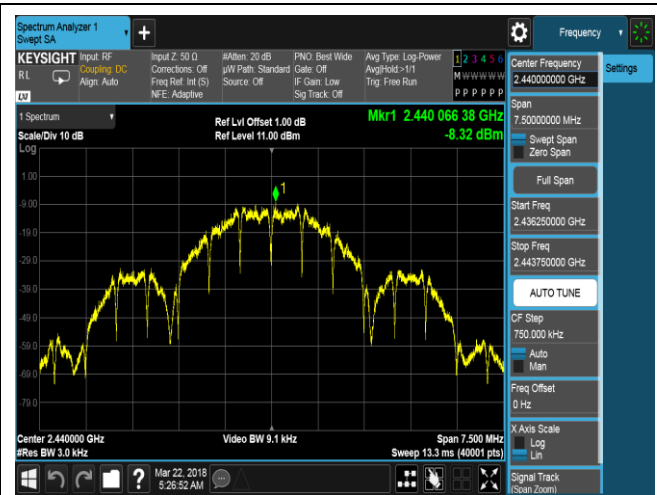 Spectrum Analyzer 1
Swept SA
+
Frequency
KEYSIGHT
RL
LXI
Input: RF
Coupling: DC
Align: Auto
Input Z: 50 Ω
Corrections: Off
Freq Ref: Int (S)
NFE: Adaptive
#Atten: 20 dB
µW Path: Standard
Source: Off
PNO: Best Wide
Gate: Off
IF Gain: Low
Sig Track: Off
Avg Type: Log-Power
Avg|Hold:>1/1
Trig: Free Run
1 2 3 4 5 6
M W W W W W
P P P P P P
1 Spectrum
Scale/Div 10 dB
Log
Ref Lvl Offset 1.00 dB
Ref Level 11.00 dBm
Mkr1 2.440 066 38 GHz
-8.32 dBm
1
1.00
-9.00
-19.0
-29.0
-39.0
-49.0
-59.0
-69.0
-79.0
Center 2.440000 GHz
#Res BW 3.0 kHz
Video BW 9.1 kHz
Span 7.500 MHz
Sweep 13.3 ms (40001 pts)
Mar 22, 2018
5:26:52 AM
?
Center Frequency
2.440000000 GHz
Span
7.50000000 MHz
Swept Span
Zero Span
Full Span
Start Freq
2.436250000 GHz
Stop Freq
2.443750000 GHz
AUTO TUNE
CF Step
750.000 kHz
Auto
Man
Freq Offset
0 Hz
X Axis Scale
Log
Lin
Signal Track
(Span Zoom)
Settings